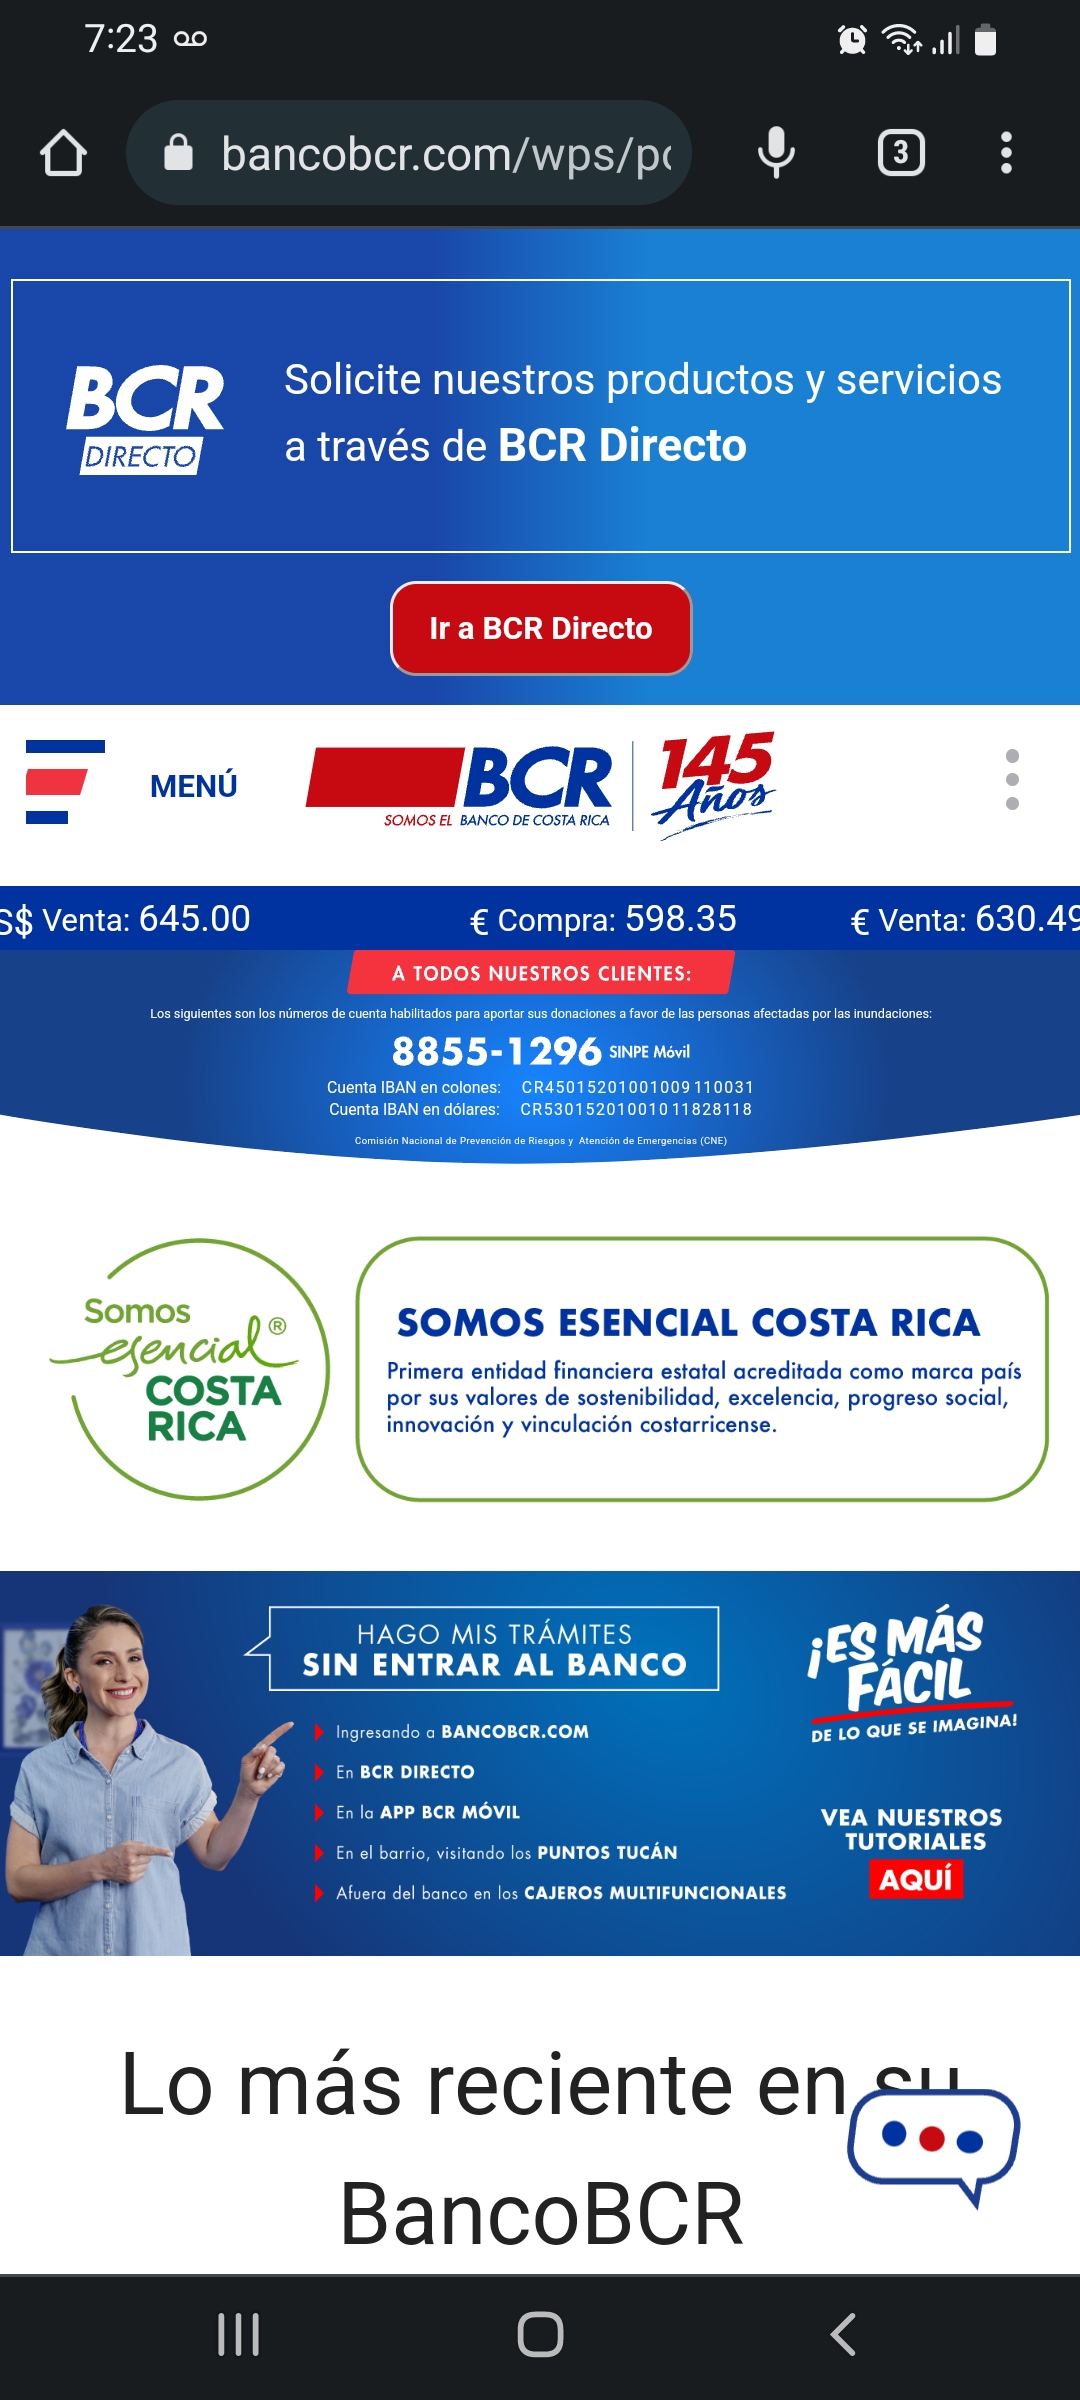 7:23
bancobcr.com/wps/po
3
BCR
DIRECTO
Solicite nuestros productos y servicios
a través de BCR Directo
Ir a BCR Directo
MENÚ
BCR
SOMOS EL BANCO DE COSTA RICA
145
Años
S$ Venta: 645.00
€ Compra: 598.35
€ Venta: 630.49
A TODOS NUESTROS CLIENTES:
Los siguientes son los números de cuenta habilitados para aportar sus donaciones a favor de las personas afectadas por las inundaciones:
8855-1296 SINPE Móvil
Cuenta IBAN en colones: CR45015201001009110031
Cuenta IBAN en dólares: CR53015201001011828118
Comisión Nacional de Prevención de Riesgos y Atención de Emergencias (CNE)
Somos
esencial®
COSTA
RICA
SOMOS ESENCIAL COSTA RICA
Primera entidad financiera estatal acreditada como marca país
por sus valores de sostenibilidad, excelencia, progreso social,
innovación y vinculación costarricense.
HAGO MIS TRÁMITES
SIN ENTRAR AL BANCO
Ingresando a BANCOBCR.COM
En BCR DIRECTO
En la APP BCR MÓVIL
En el barrio, visitando los PUNTOS TUCÁN
Afuera del banco en los CAJEROS MULTIFUNCIONALES
¡ES MÁS
FÁCIL
DE LO QUE SE IMAGINA!
VEA NUESTROS
TUTORIALES
AQUÍ
Lo más reciente en su
BancoBCR